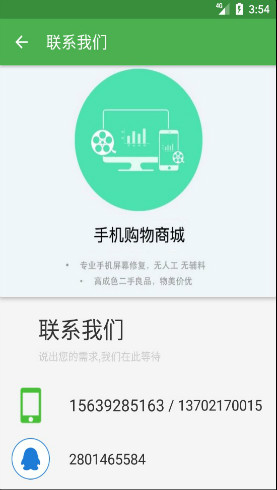 4G 3:54
联系我们
手机购物商城
• 专业手机屏幕修复，无人工 无辅料
• 高成色二手良品，物美价优
联系我们
说出您的需求,我们在此等待
15639285163 / 13702170015
2801465584